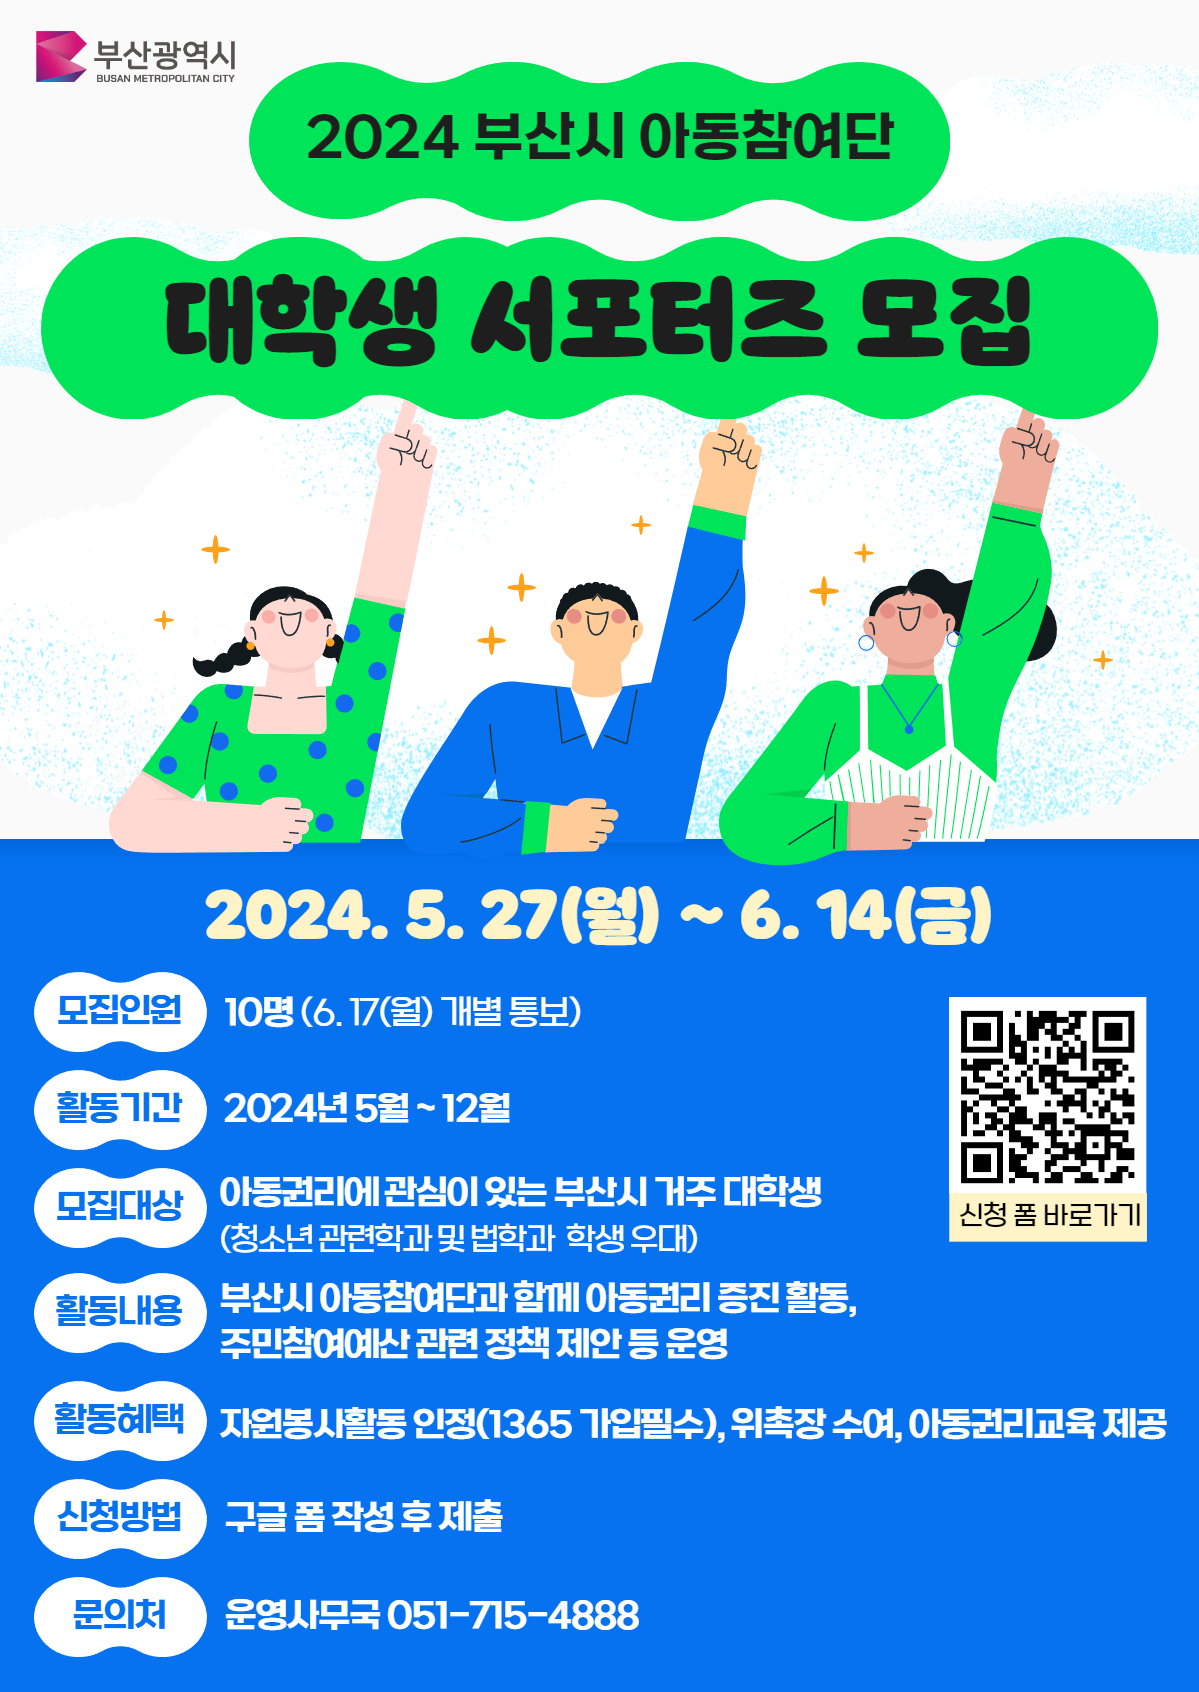 부산광역시
BUSAN METROPOLITAN CITY
2024 부산시 아동참여단
대학생 서포터즈 모집
2024. 5. 27(월) ~ 6. 14(금)
모집인원
10명 (6. 17(월) 개별 통보)
활동기간
2024년 5월 ~ 12월
모집대상
아동권리에 관심이 있는 부산시 거주 대학생
(청소년 관련학과 및 법학과 학생 우대)
신청 폼 바로가기
활동내용
부산시 아동참여단과 함께 아동권리 증진 활동,
주민참여예산 관련 정책 제안 등 운영
활동혜택
자원봉사활동 인정(1365 가입필수), 위촉장 수여, 아동권리교육 제공
신청방법
구글 폼 작성 후 제출
문의처
운영사무국 051-715-4888